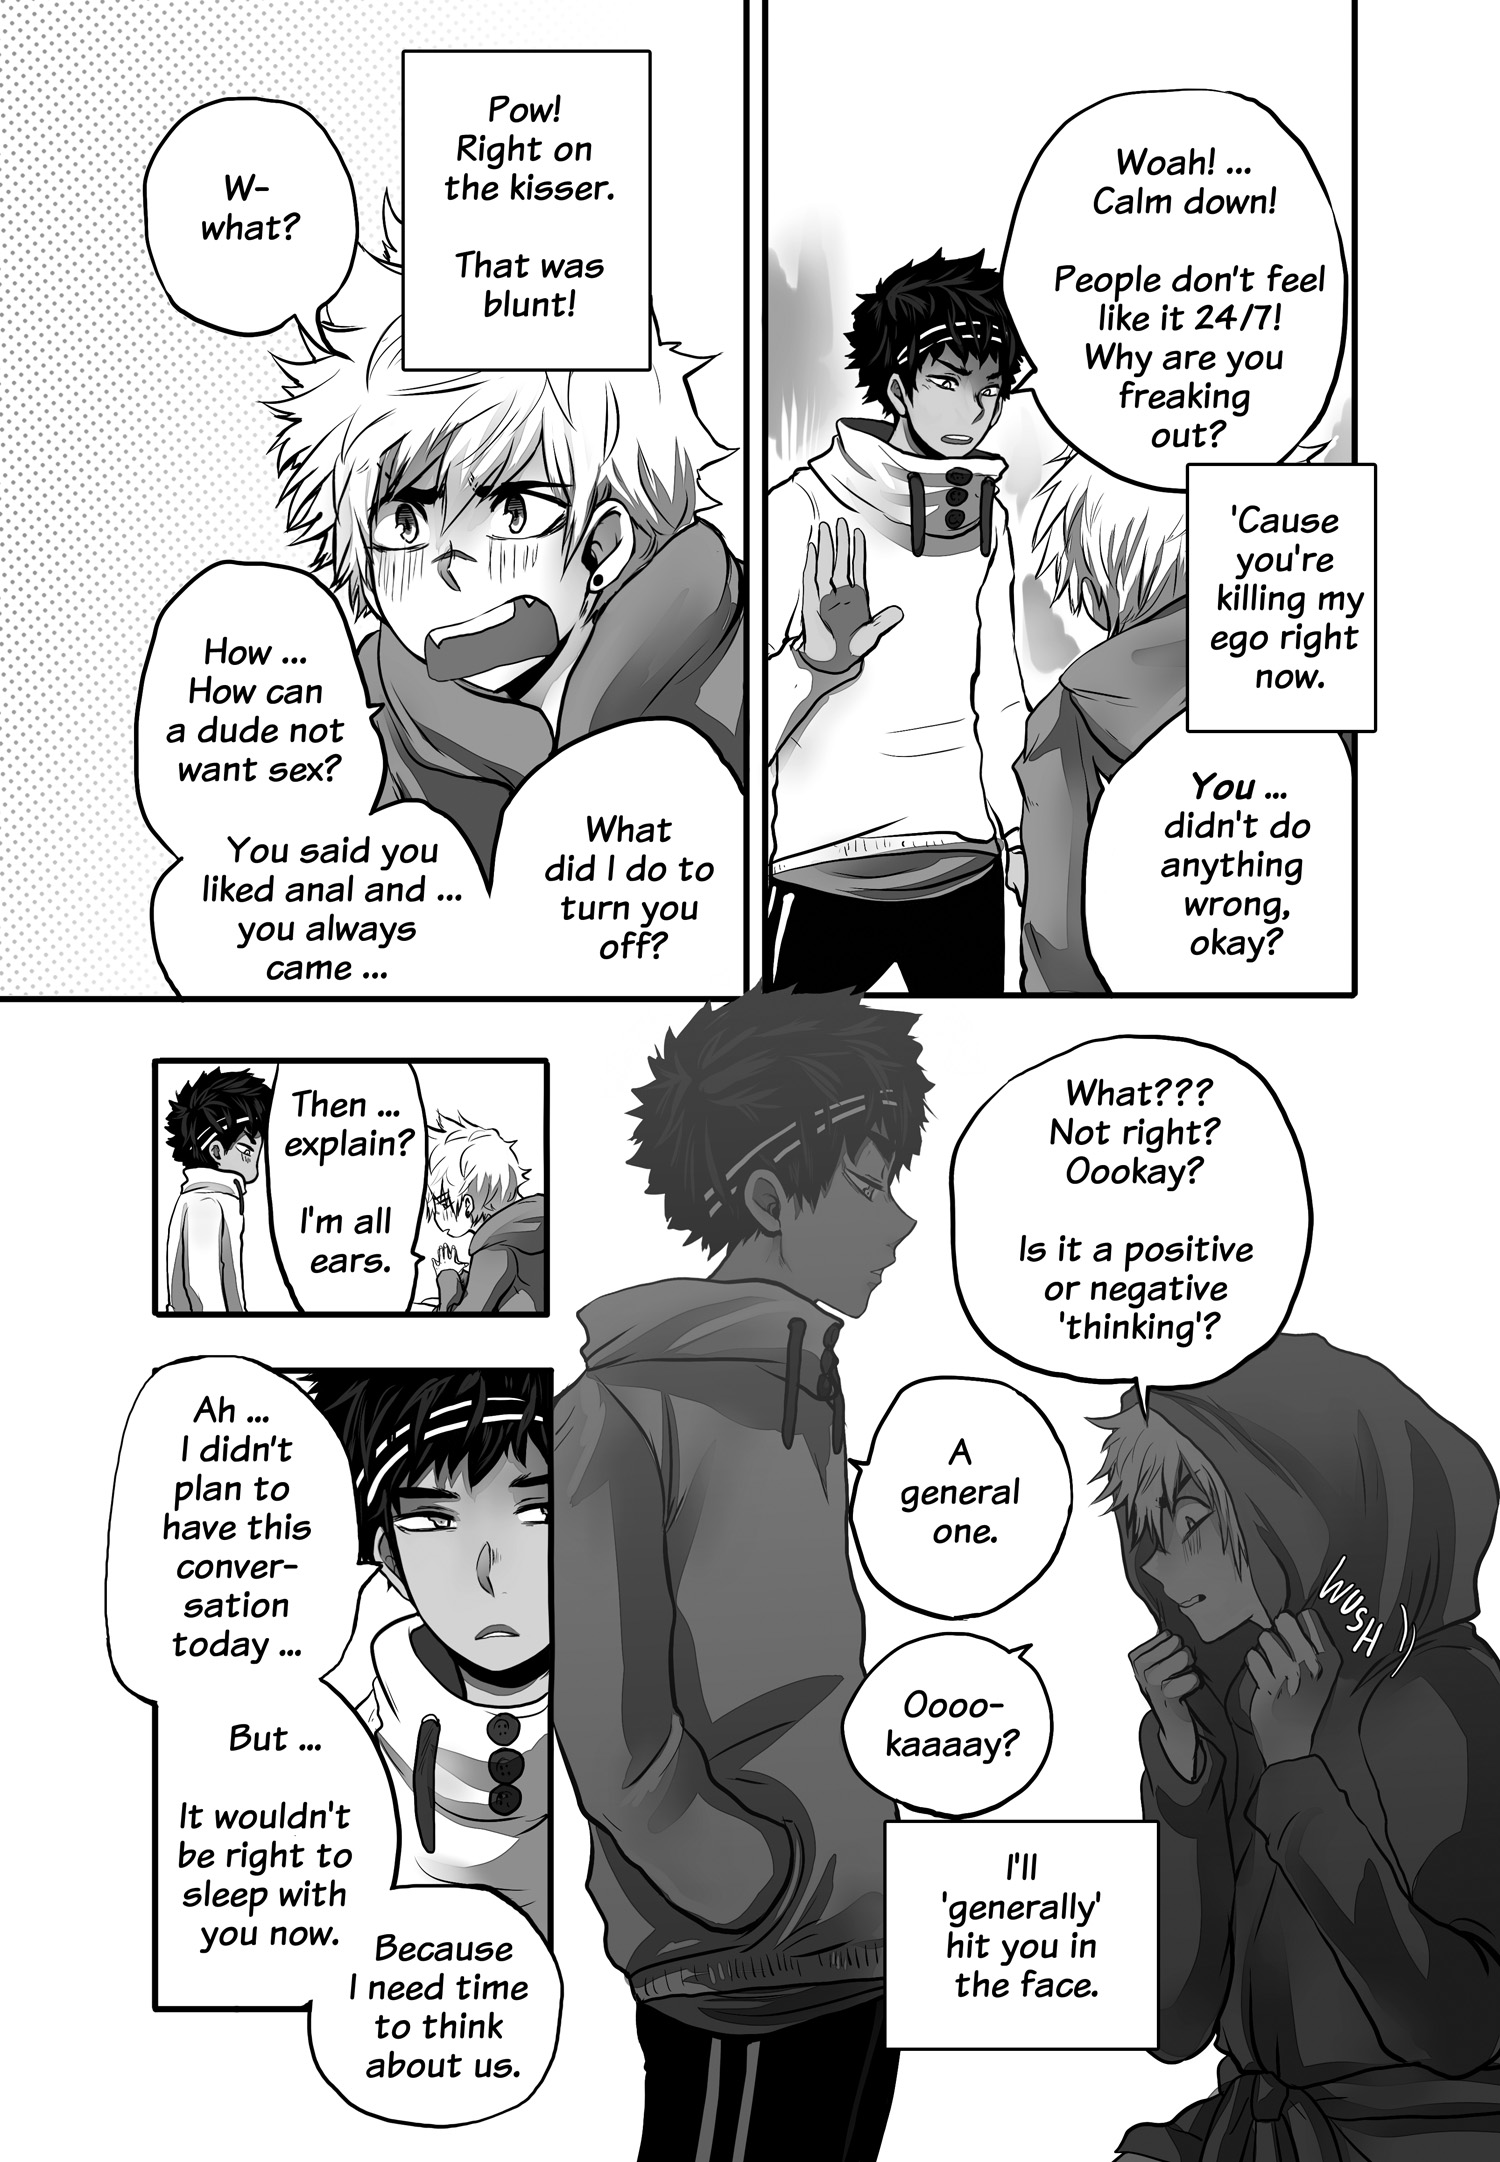 Pow!
Right on
the kisser.
That was
blunt!
W-
what?
How ...
How can
a dude not
want sex?
You said you
liked anal and ...
you always
came ...
What
did I do to
turn you
off?
Woah! ...
Calm down!
People don't feel
like it 24/7!
Why are you
freaking
out?
'Cause
you're
killing my
ego right
now.
You ...
didn't do
anything
wrong,
okay?
Then ...
explain?
I'm all
ears.
Ah ...
I didn't
plan to
have this
conver-
sation
today ...
But ...
It wouldn't
be right to
sleep with
you now.
Because
I need time
to think
about us.
What???
Not right?
Oookay?
Is it a positive
or negative
'thinking'?
A
general
one.
Oooo-
kaaaay?
WUSH
I'll
'generally'
hit you in
the face.